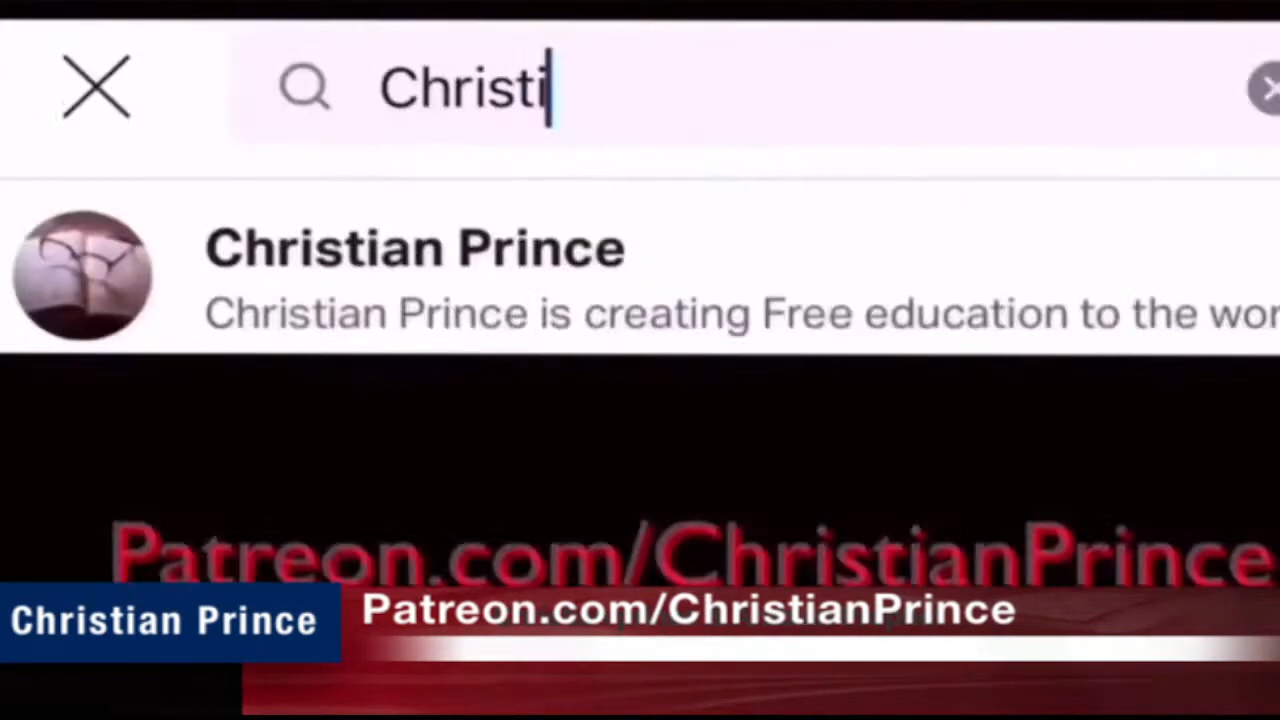 Christi
Christian Prince
Christian Prince is creating Free education to the wor
Patreon.com/ChristianPrince
Christian Prince
Patreon.com/ChristianPrince